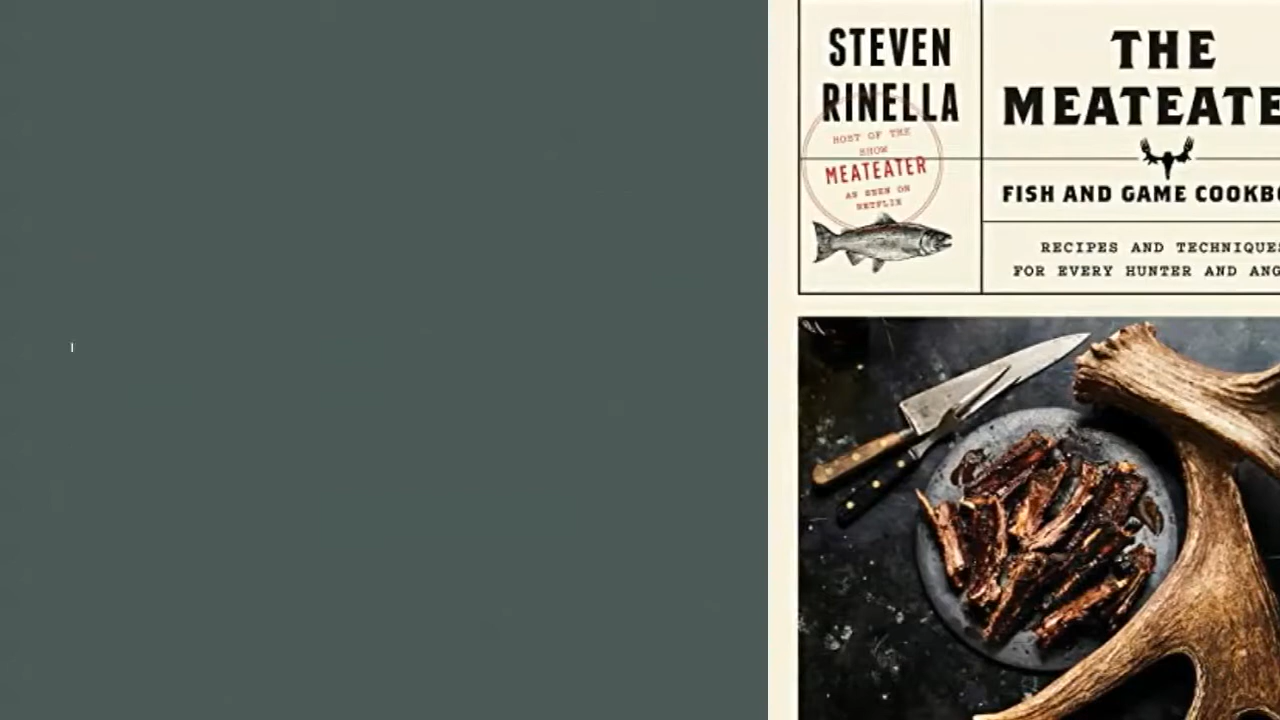 STEVEN
RINELLA
HOST OF THE
SHOW
MEATEATER
AS SEEN ON
NETFLIX
THE
MEATEATE
FISH AND GAME COOKBO
RECIPES AND TECHNIQUES
FOR EVERY HUNTER AND ANG